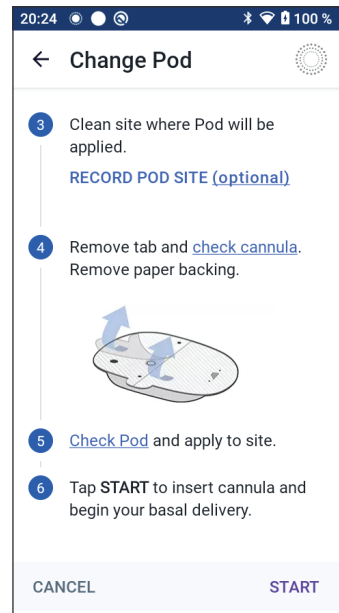 20:24 100 %
Change Pod
3 Clean site where Pod will be
applied.
RECORD POD SITE (optional)
4 Remove tab and check cannula.
Remove paper backing.
5 Check Pod and apply to site.
6 Tap START to insert cannula and
begin your basal delivery.
CANCEL START